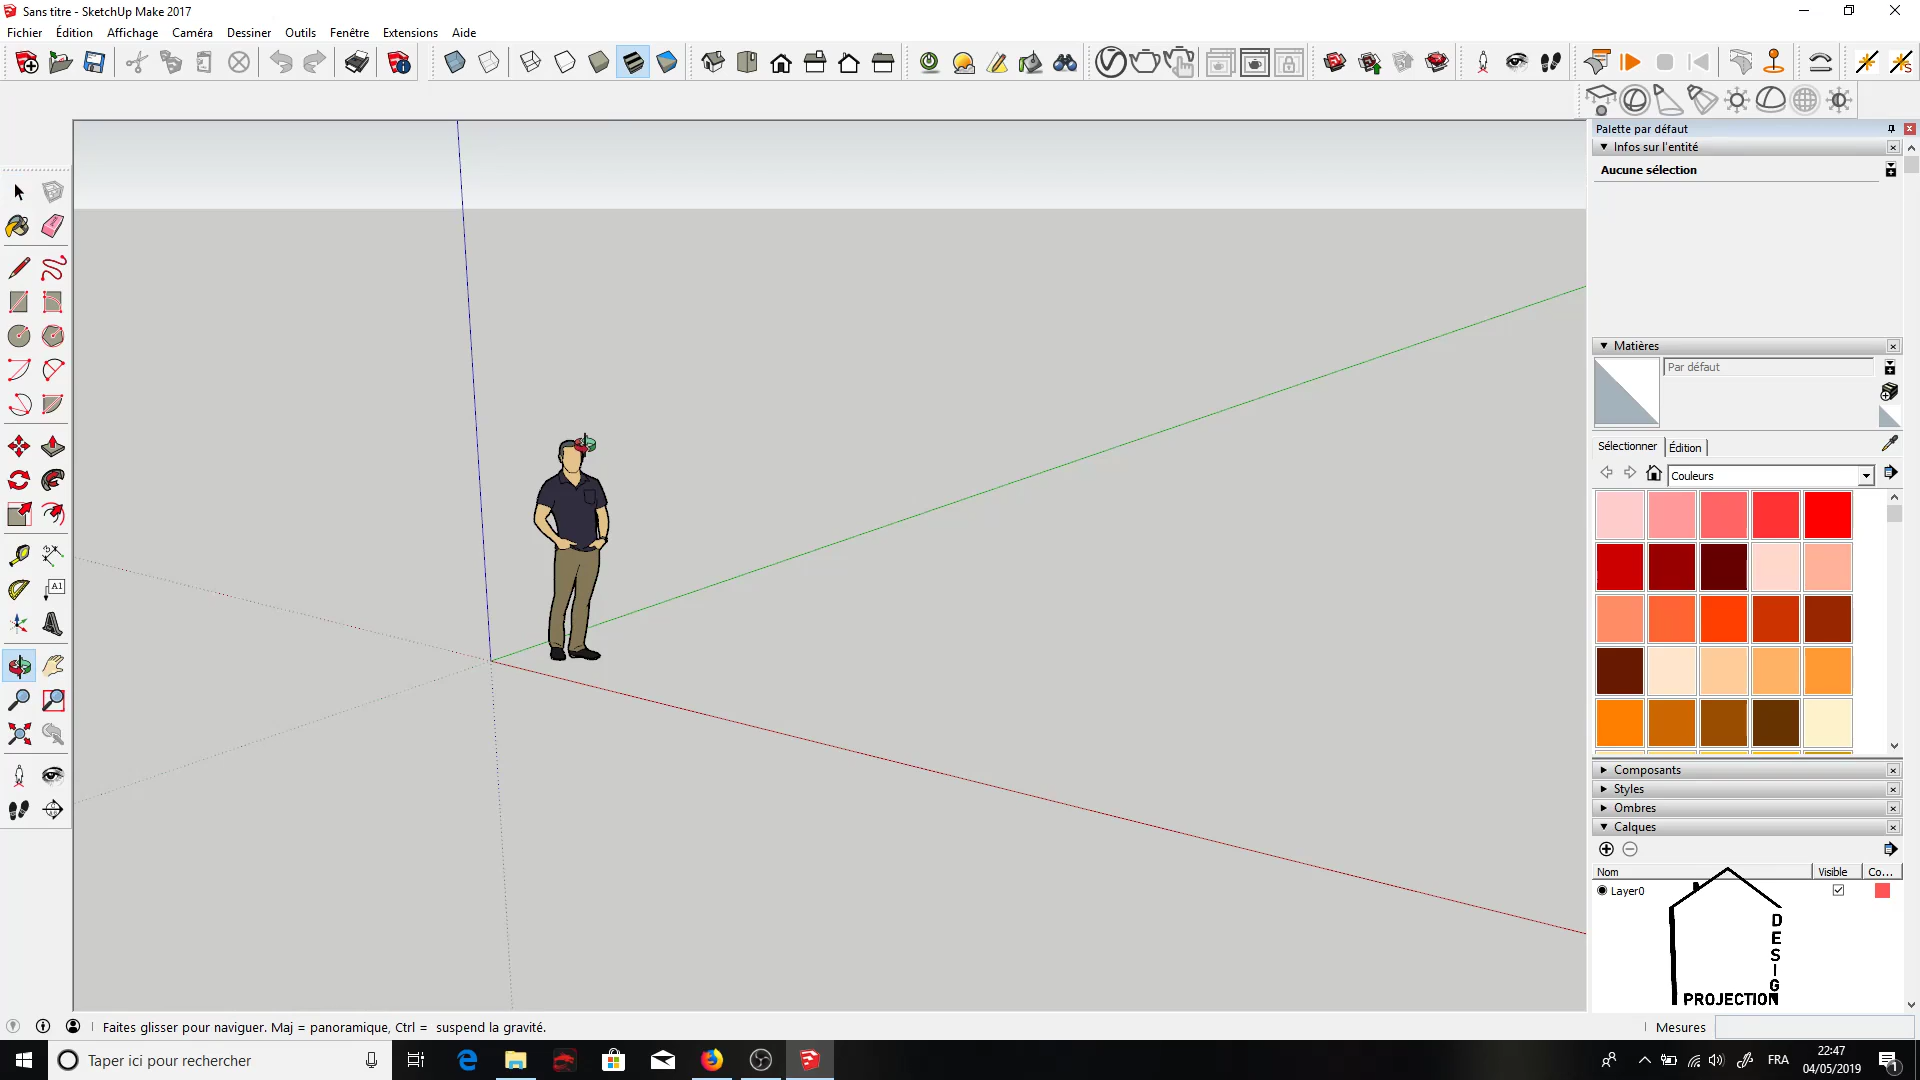 Sans titre - SketchUp Make 2017
Fichier Édition Affichage Caméra Dessiner Outils Fenêtre Extensions Aide
Palette par défaut
Infos sur l'entité
Aucune sélection
Matières
Par défaut
Sélectionner Édition
Couleurs
Composants
Styles
Ombres
Calques
Nom Visible Co...
Layer0
DESIGN
PROJECTION
A1
Faites glisser pour naviguer. Maj = panoramique, Ctrl = suspend la gravité.
Mesures
Taper ici pour rechercher
FRA
22:47
04/05/2019
1